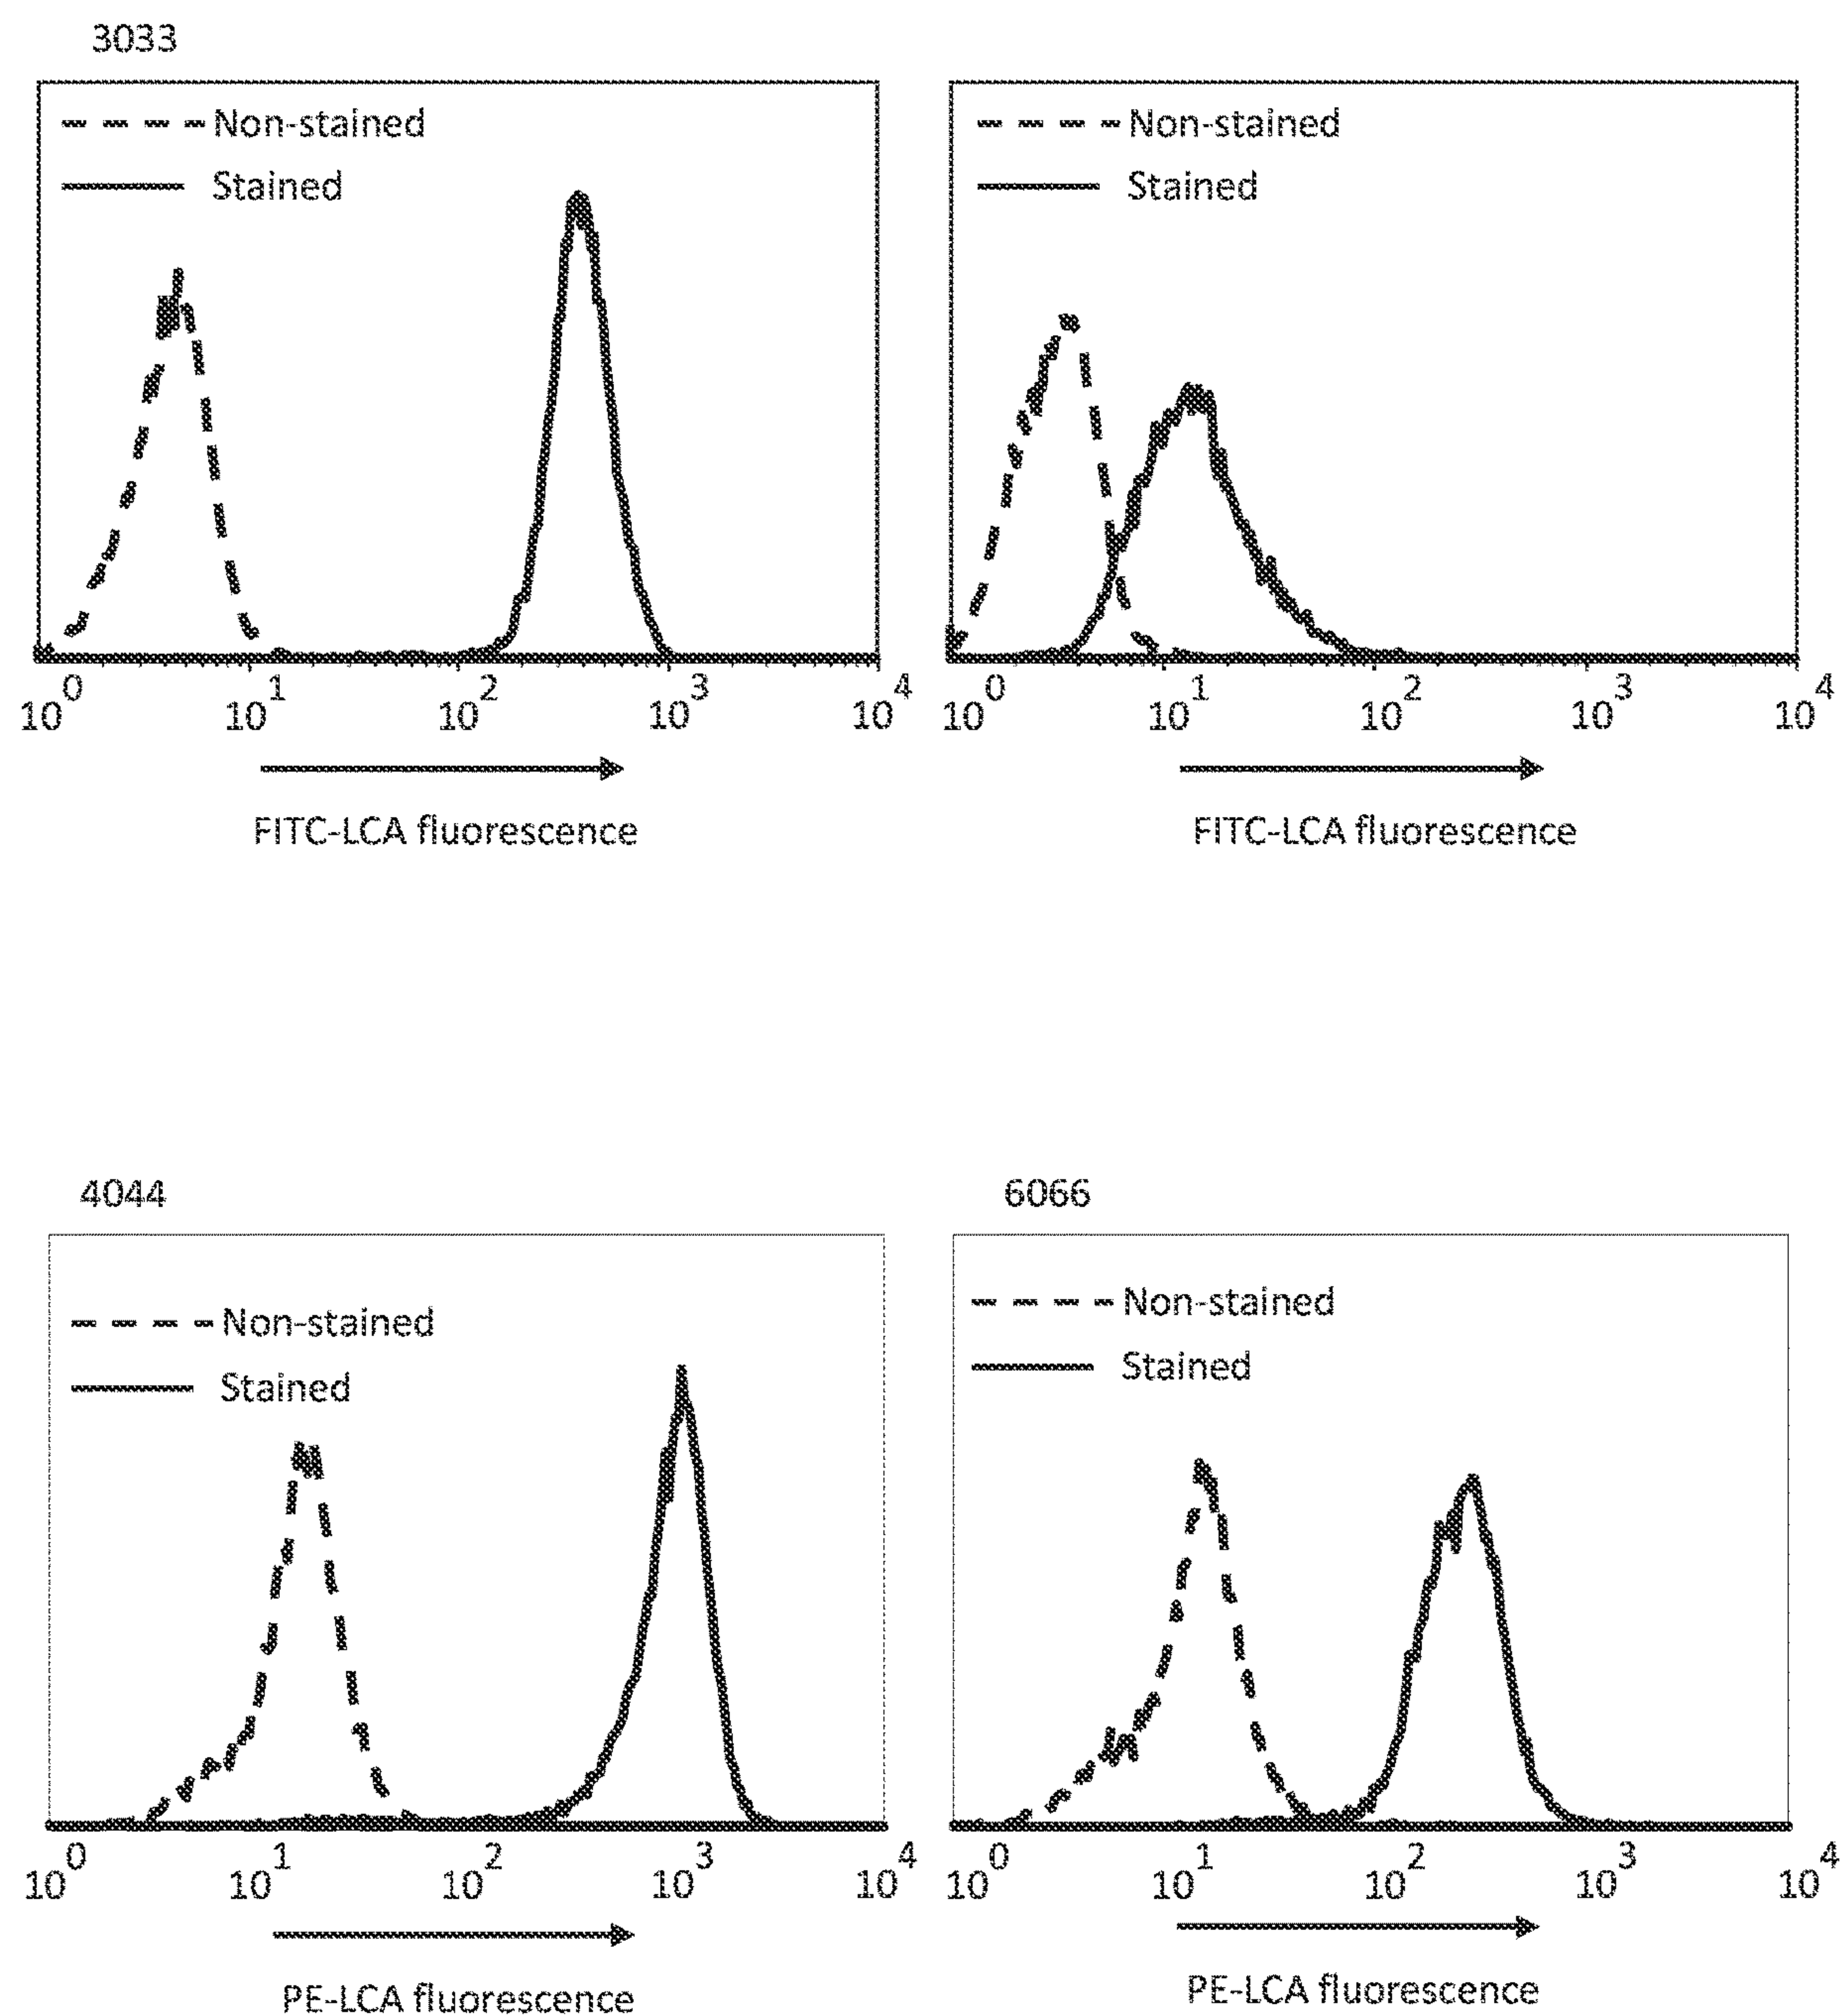 3033
Non-stained
Stained
10^0 10^1 10^2 10^3 10^4
FITC-LCA fluorescence
Non-stained
Stained
10^0 10^1 10^2 10^3 10^4
FITC-LCA fluorescence
4044
Non-stained
Stained
10^0 10^1 10^2 10^3 10^4
PE-LCA fluorescence
6066
Non-stained
Stained
10^0 10^1 10^2 10^3 10^4
PE-LCA fluorescence